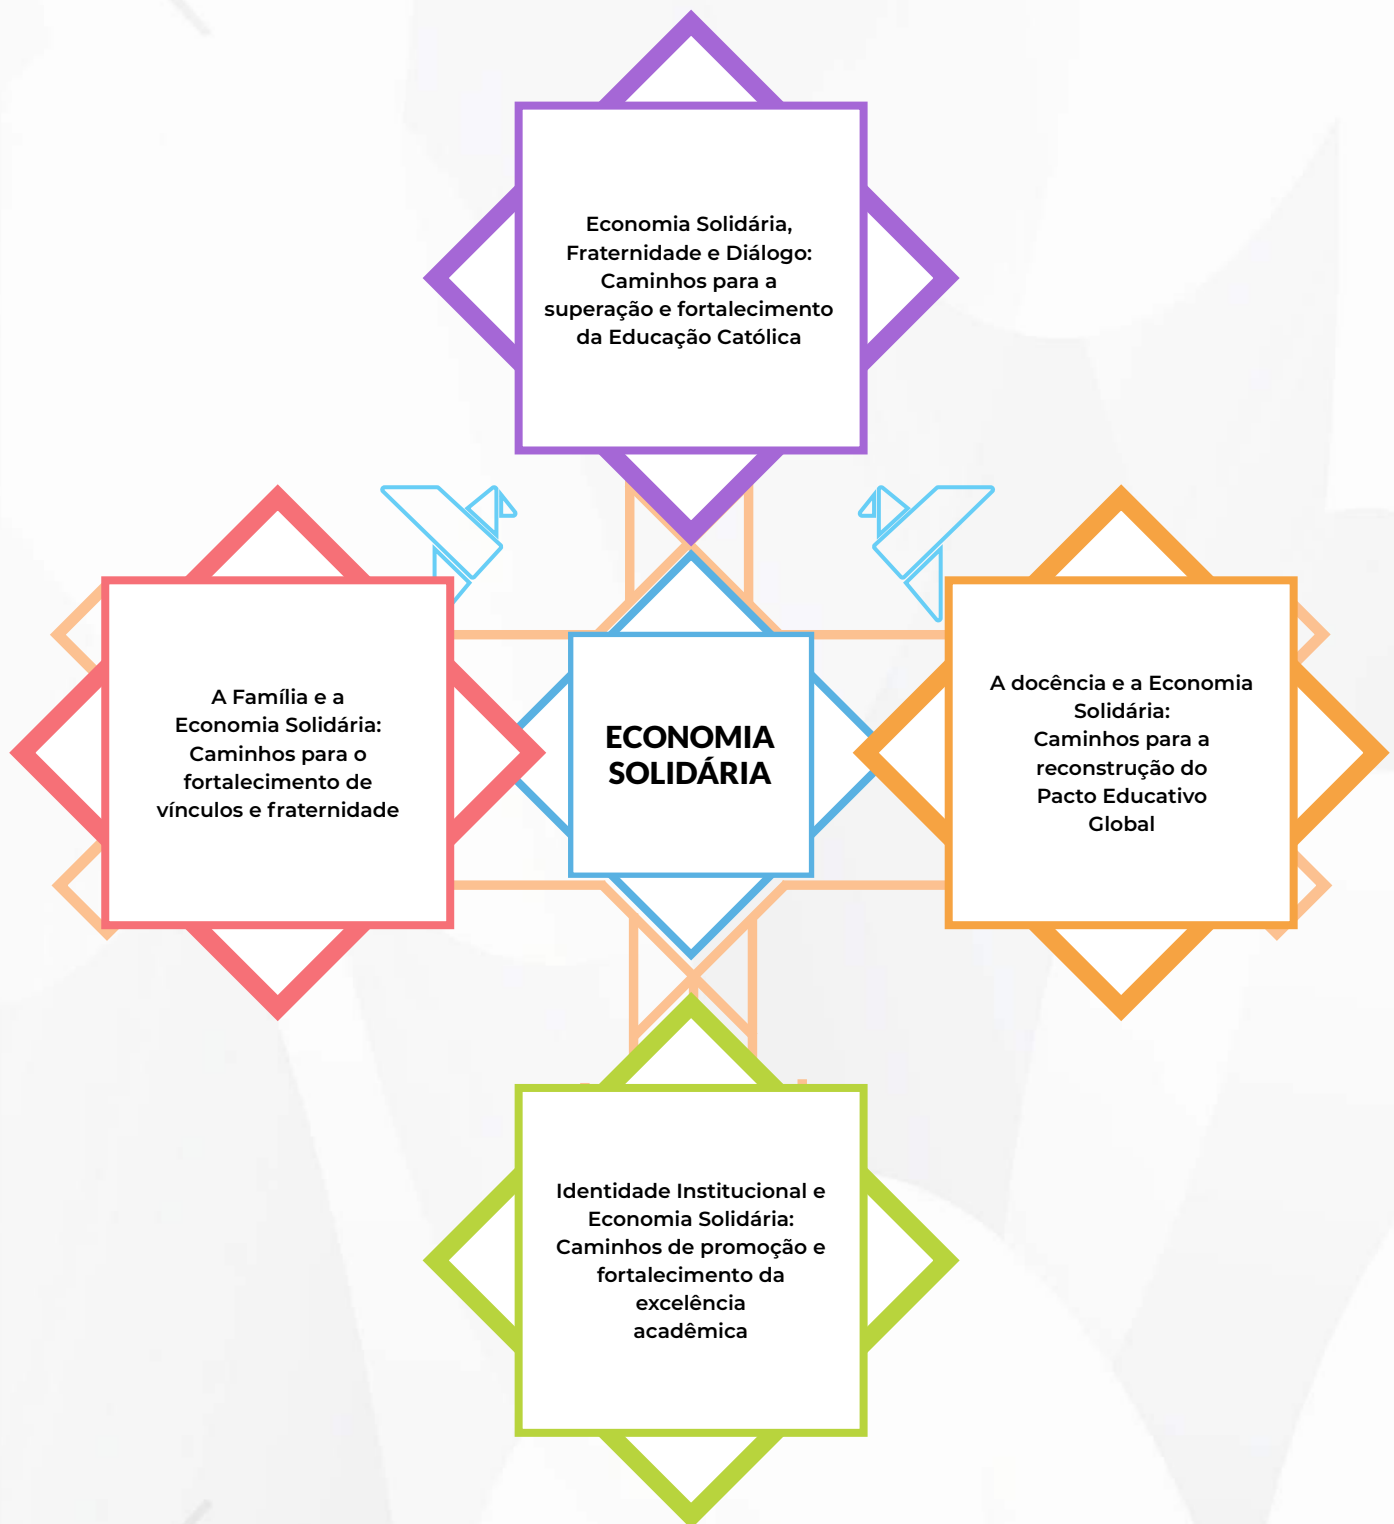 Economia Solidária,
Fraternidade e Diálogo:
Caminhos para a
superação e fortalecimento
da Educação Católica
A Família e a
Economia Solidária:
Caminhos para o
fortalecimento de
vínculos e fraternidade
ECONOMIA
SOLIDÁRIA
A docência e a Economia
Solidária:
Caminhos para a
reconstrução do
Pacto Educativo
Global
Identidade Institucional e
Economia Solidária:
Caminhos de promoção e
fortalecimento da
excelência
acadêmica